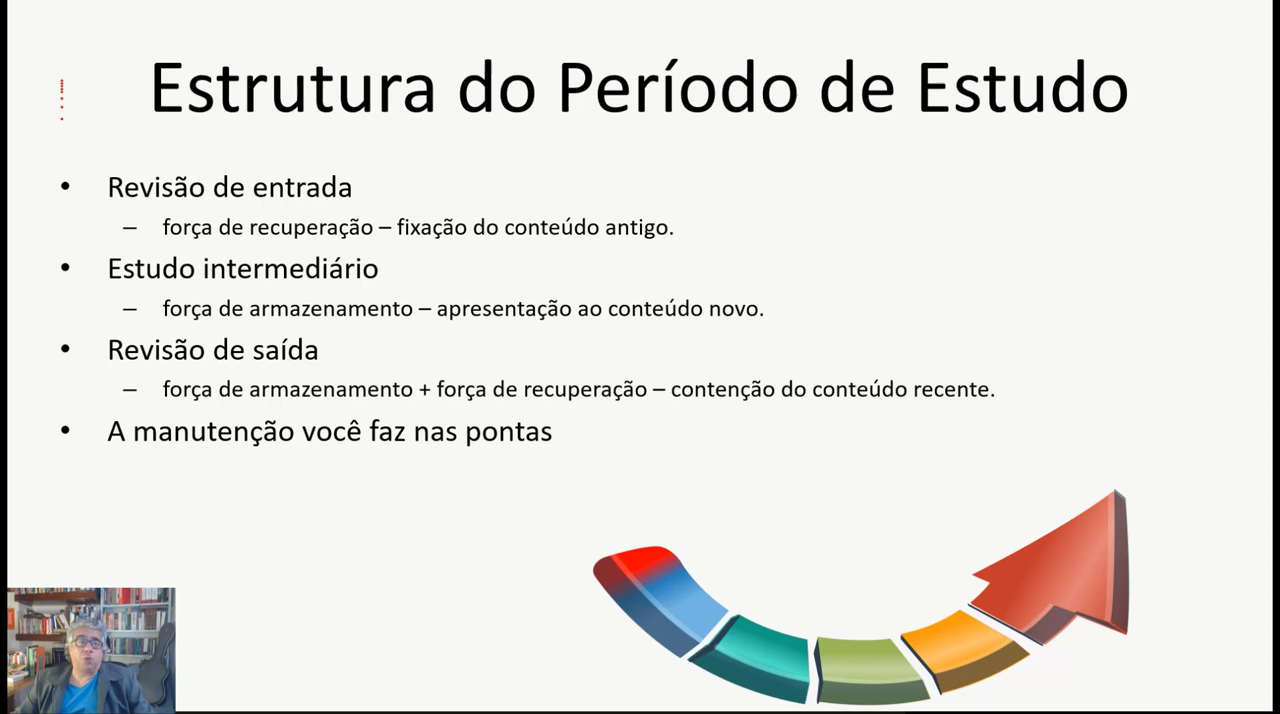 Estrutura do Período de Estudo
• Revisão de entrada
– força de recuperação – fixação do conteúdo antigo.
• Estudo intermediário
– força de armazenamento – apresentação ao conteúdo novo.
• Revisão de saída
– força de armazenamento + força de recuperação – contenção do conteúdo recente.
• A manutenção você faz nas pontas